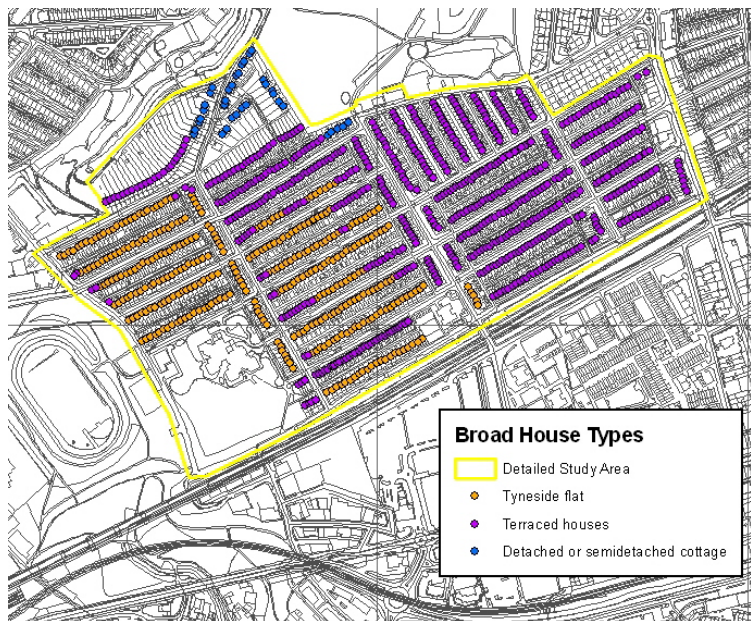 Broad House Types
Detailed Study Area
Tyneside flat
Terraced houses
Detached or semidetached cottage